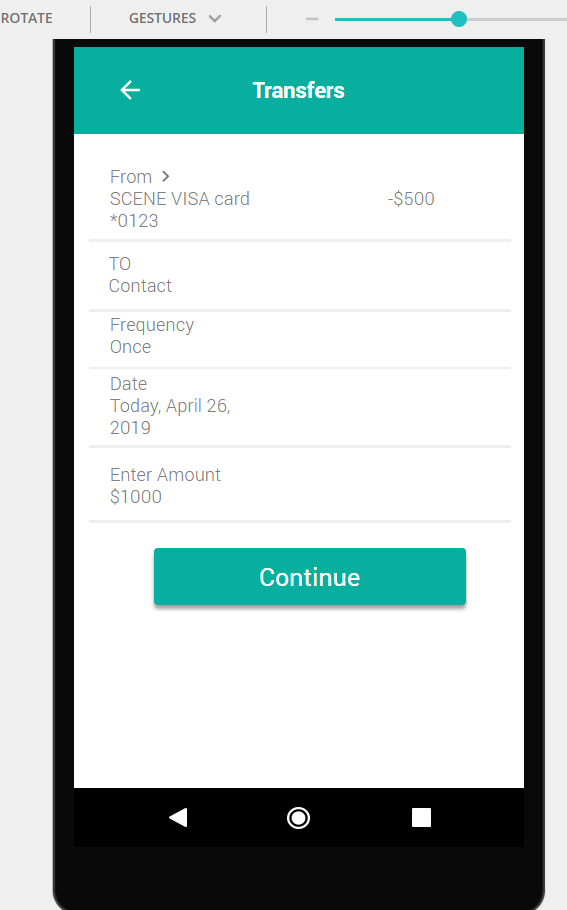 ROTATE GESTURES
Transfers
From
SCENE VISA card -$500
*0123
TO
Contact
Frequency
Once
Date
Today, April 26,
2019
Enter Amount
$1000
Continue